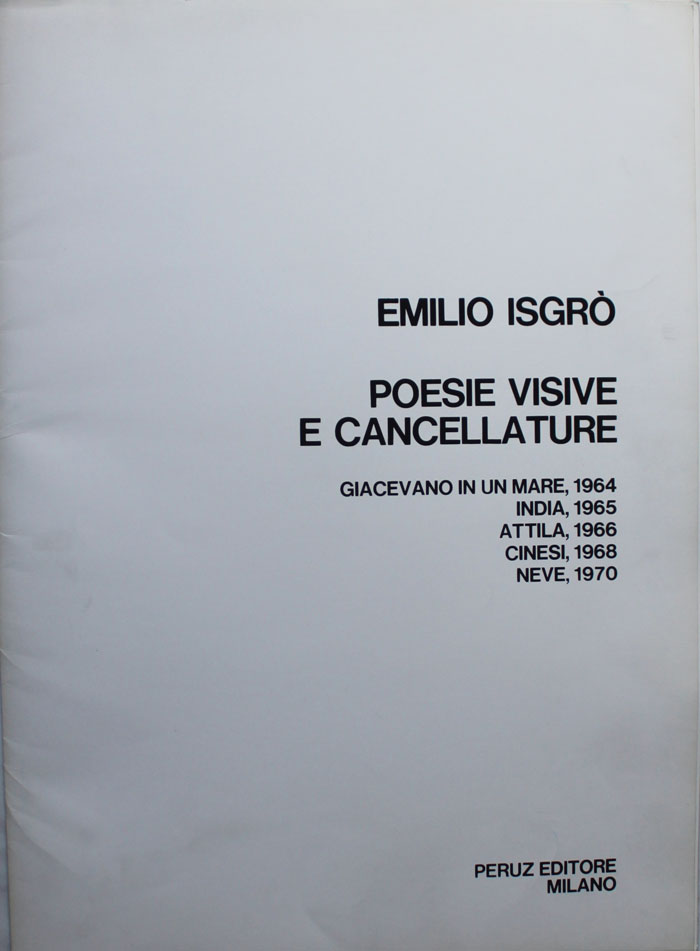 EMILIO ISGRÒ
POESIE VISIVE
E CANCELLATURE
GIACEVANO IN UN MARE, 1964
INDIA, 1965
ATTILA, 1966
CINESI, 1968
NEVE, 1970
PERUZ EDITORE
MILANO